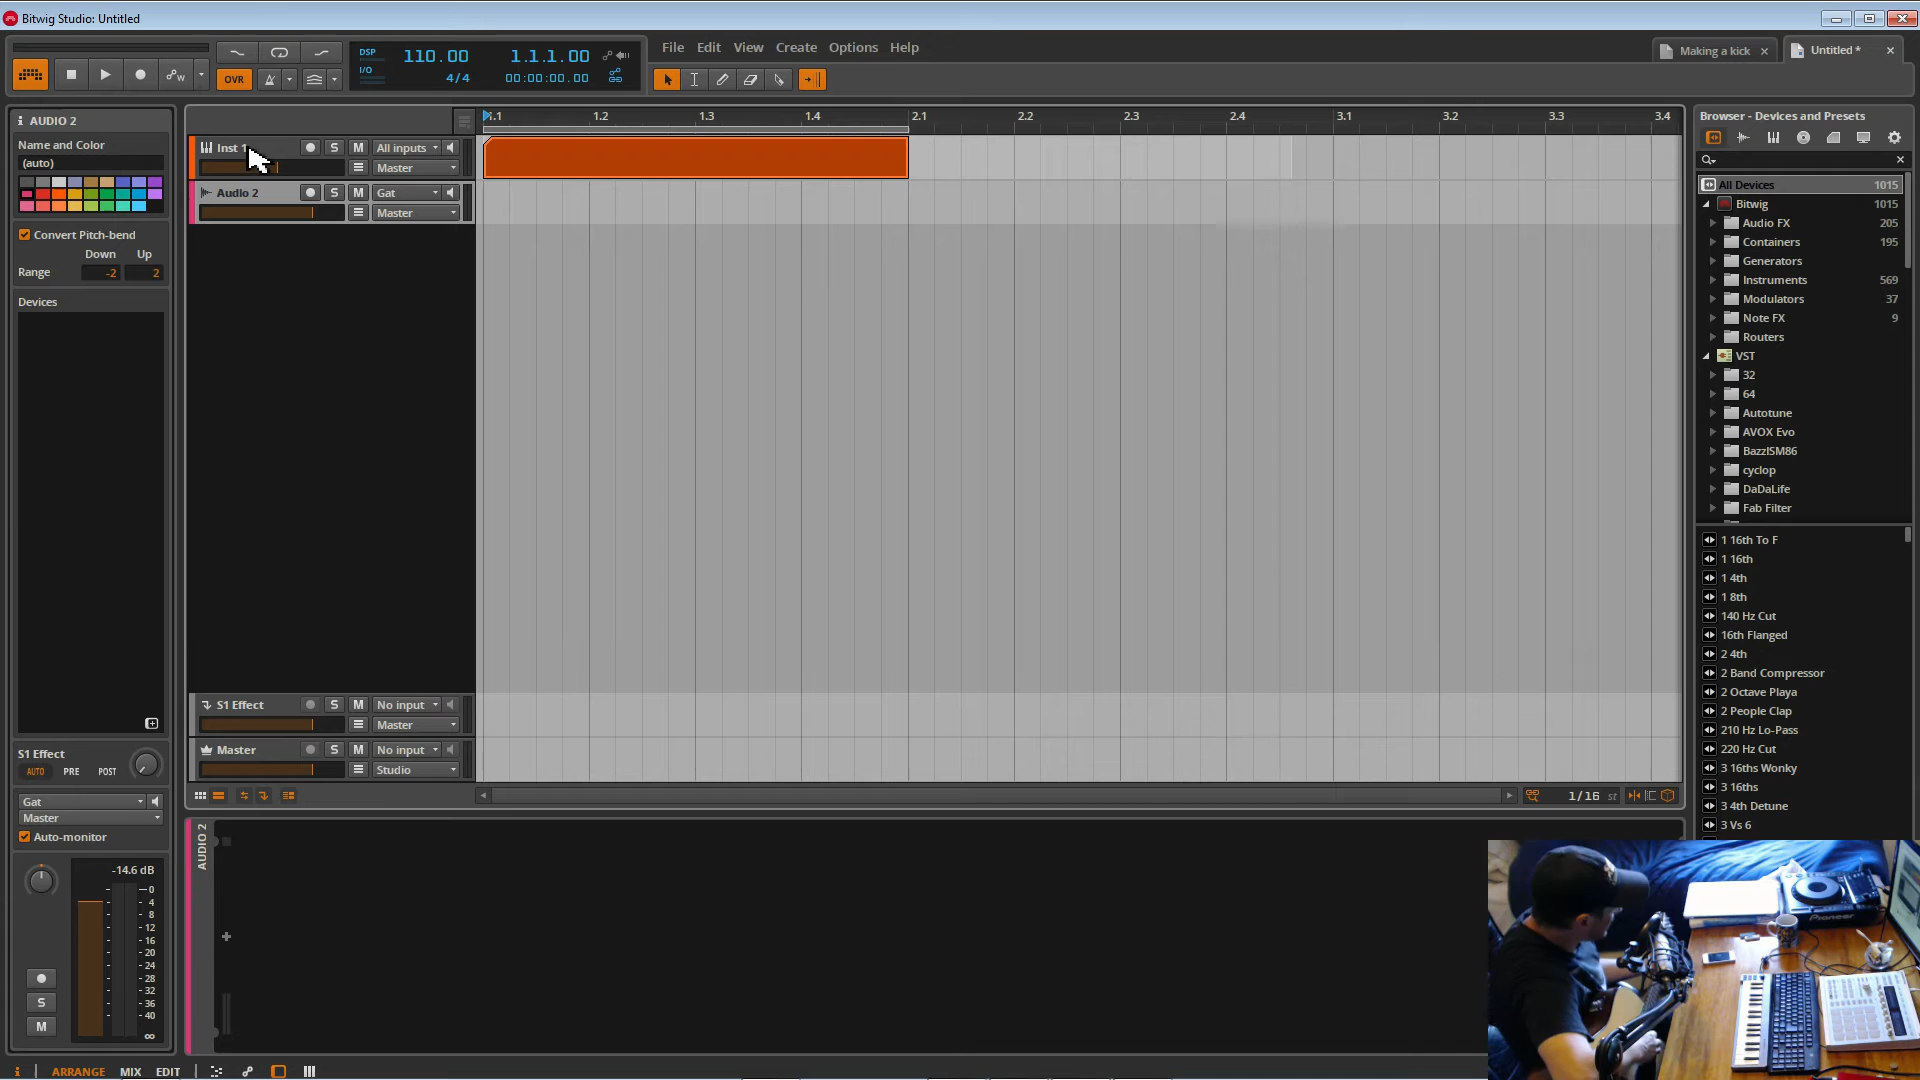 Bitwig Studio: Untitled
OVR
DSP
I/O
110.00
4/4
1.1.1.00
00:00:00.00
File Edit View Create Options Help
Making a kick
Untitled *
AUDIO 2
Name and Color
(auto)
Convert Pitch-bend
Down Up
Range -2 2
Devices
S1 Effect
AUTO PRE POST
Gat
Master
Auto-monitor
-14.6 dB
0
4
8
12
16
20
24
28
32
36
40
∞
S
M
1.2 1.3 1.4 2.1 2.2 2.3 2.4 3.1 3.2 3.3 3.4
Inst 1 S M All inputs
Master
Audio 2 S M Gat
Master
S1 Effect S M No input
Master
Master S M No input
Studio
1/16 st
AUDIO 2
Browser - Devices and Presets
All Devices 1015
Bitwig 1015
Audio FX 205
Containers 195
Generators
Instruments 569
Modulators 37
Note FX 9
Routers
VST
32
64
Autotune
AVOX Evo
BazzISM86
cyclop
DaDaLife
Fab Filter
1 16th To F
1 16th
1 4th
1 8th
140 Hz Cut
16th Flanged
2 4th
2 Band Compressor
2 Octave Playa
2 People Clap
210 Hz Lo-Pass
220 Hz Cut
3 16ths Wonky
3 16ths
3 4th Detune
3 Vs 6
Pioneer
i ARRANGE MIX EDIT